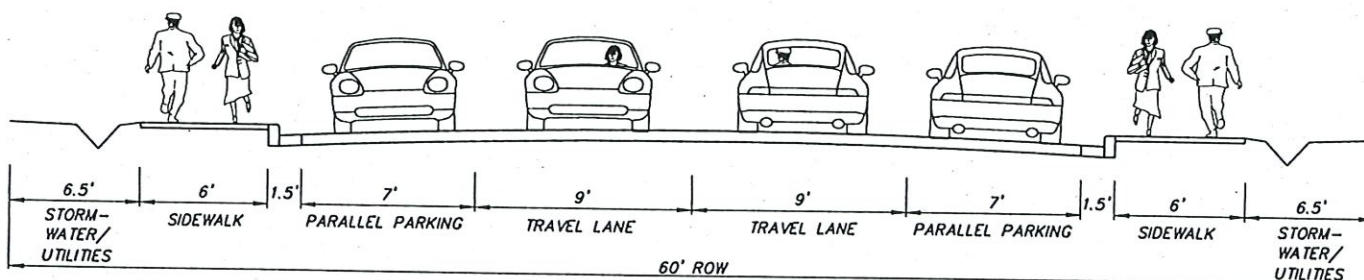 6.5' 6' 1.5' 7' 9' 9' 7' 1.5' 6' 6.5'
STORM- SIDEWALK PARALLEL PARKING TRAVEL LANE TRAVEL LANE PARALLEL PARKING SIDEWALK STORM-
WATER/ WATER/
UTILITIES UTILITIES
60' ROW